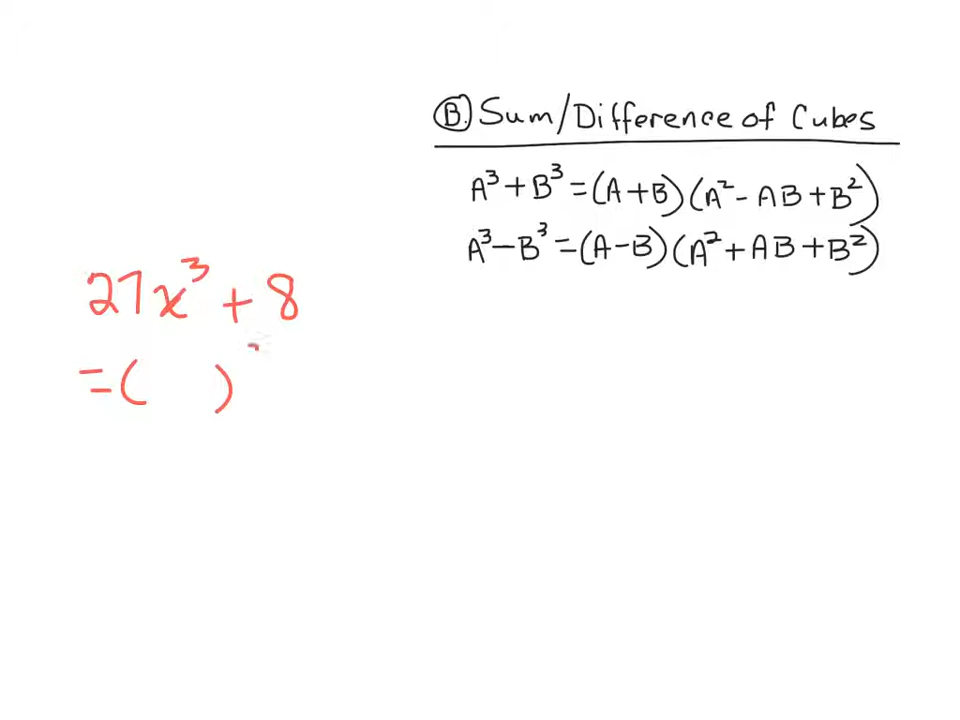 Ⓑ. Sum/Difference of Cubes
A³ + B³ = (A + B)(A² - AB + B²)
A³ - B³ = (A - B)(A² + AB + B²)
27x³ + 8
= ( )